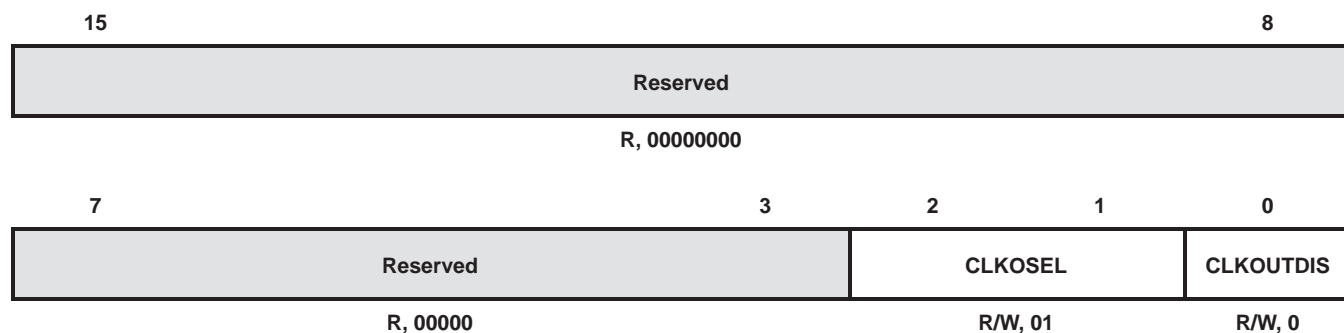 15 8
Reserved
R, 00000000
7 3 2 1 0
Reserved CLKOSEL CLKOUTDIS
R, 00000 R/W, 01 R/W, 0